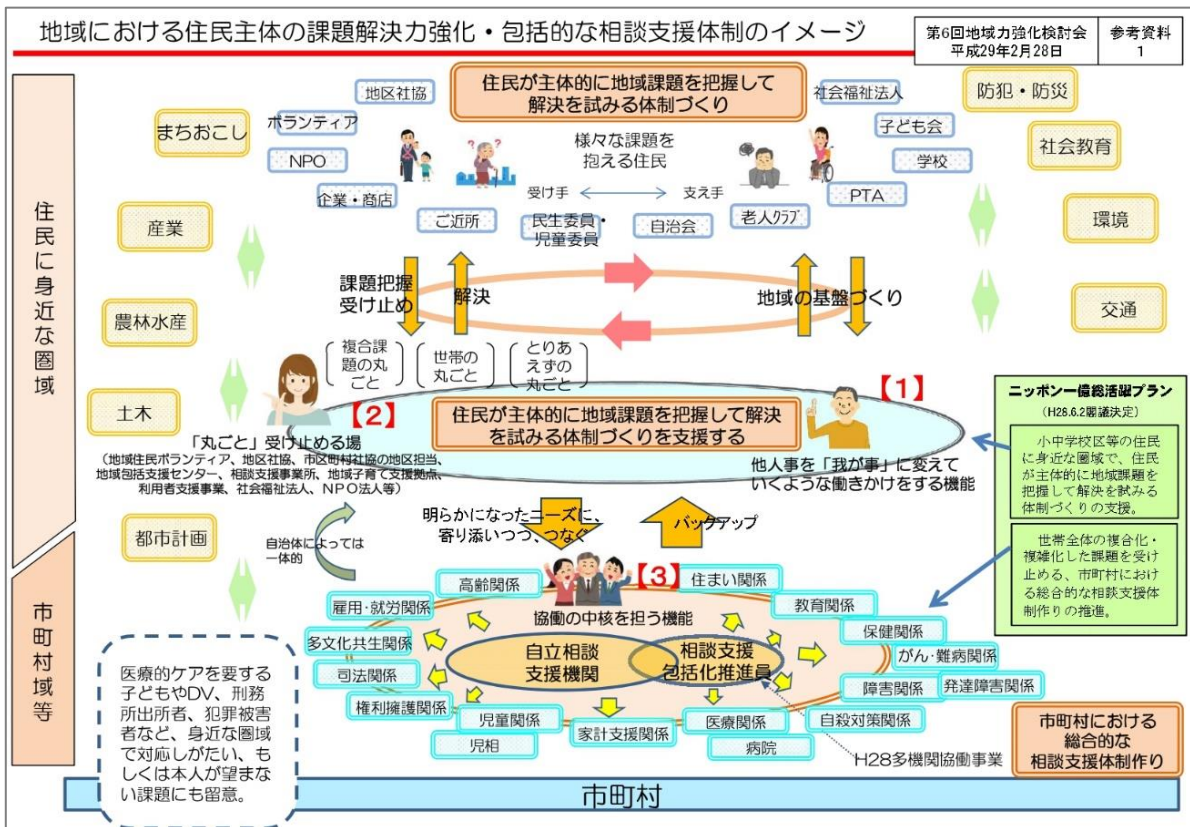 地域における住民主体の課題解決力強化・包括的な相談支援体制のイメージ
第6回地域力強化検討会
平成29年2月28日
参考資料
1
住民が主体的に地域課題を把握して
解決を試みる体制づくり
地区社協
ボランティア
NPO
企業・商店
ご近所
様々な課題を
抱える住民
受け手
支え手
民生委員・
児童委員
自治会
老人クラブ
社会福祉法人
子ども会
学校
PTA
まちおこし
産業
農林水産
土木
都市計画
防犯・防災
社会教育
環境
交通
住民に身近な圏域
課題把握
受け止め
解決
地域の基盤づくり
複合課
題の丸
ごと
世帯の
丸ごと
とりあ
えずの
丸ごと
【1】
【2】
住民が主体的に地域課題を把握して解決
を試みる体制づくりを支援する
「丸ごと」受け止める場
(地域住民ボランティア、地区社協、市区町村社協の地区担当、
地域包括支援センター、相談支援事業所、地域子育て支援拠点、
利用者支援事業、社会福祉法人、NPO法人等)
他人事を「我が事」に変えて
いくような働きかけをする機能
ニッポン一億総活躍プラン
(H28.6.2閣議決定)
小中学校区等の住民
に身近な圏域で、住民
が主体的に地域課題を
把握して解決を試みる
体制づくりの支援。
世帯全体の複合化・
複雑化した課題を受け
止める、市町村におけ
る総合的な相談支援体
制作りの推進。
明らかになったニーズに、
寄り添いつつ、つなぐ
バックアップ
自治体によっては
一体的
市町村域等
【3】
協働の中核を担う機能
自立相談
支援機関
相談支援
包括化推進員
高齢関係
雇用・就労関係
多文化共生関係
司法関係
権利擁護関係
児童関係
児相
家計支援関係
医療関係
病院
自殺対策関係
障害関係
発達障害関係
がん・難病関係
保健関係
教育関係
住まい関係
H28多機関協働事業
医療的ケアを要する
子どもやDV、刑務
所出所者、犯罪被害
者など、身近な圏域
で対応しがたい、も
しくは本人が望まな
い課題にも留意。
市町村における
総合的な
相談支援体制作り
市町村